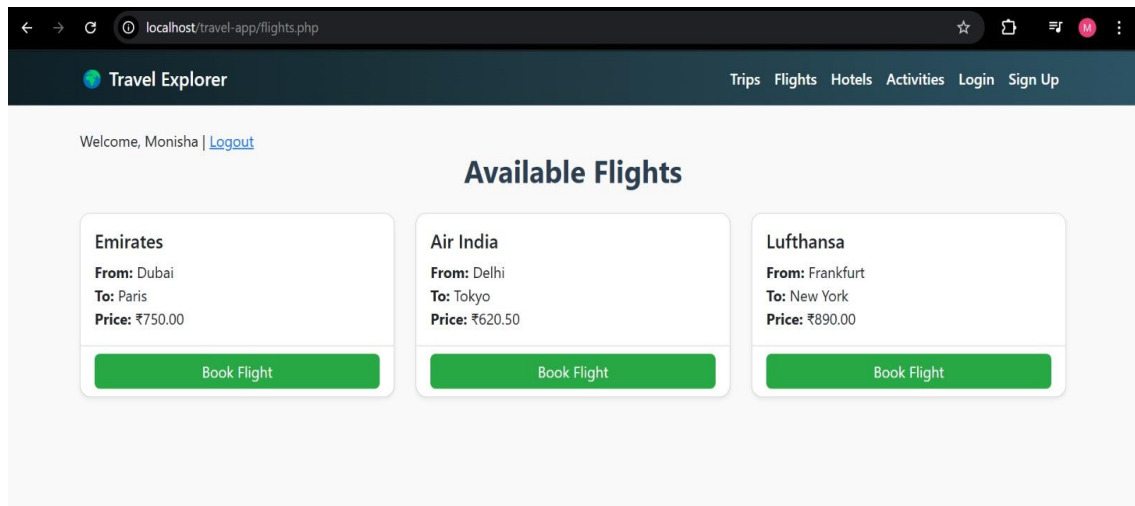 localhost/travel-app/flights.php
M
Travel Explorer
Trips Flights Hotels Activities Login Sign Up
Welcome, Monisha | Logout
Available Flights
Emirates
From: Dubai
To: Paris
Price: ₹750.00
Book Flight
Air India
From: Delhi
To: Tokyo
Price: ₹620.50
Book Flight
Lufthansa
From: Frankfurt
To: New York
Price: ₹890.00
Book Flight